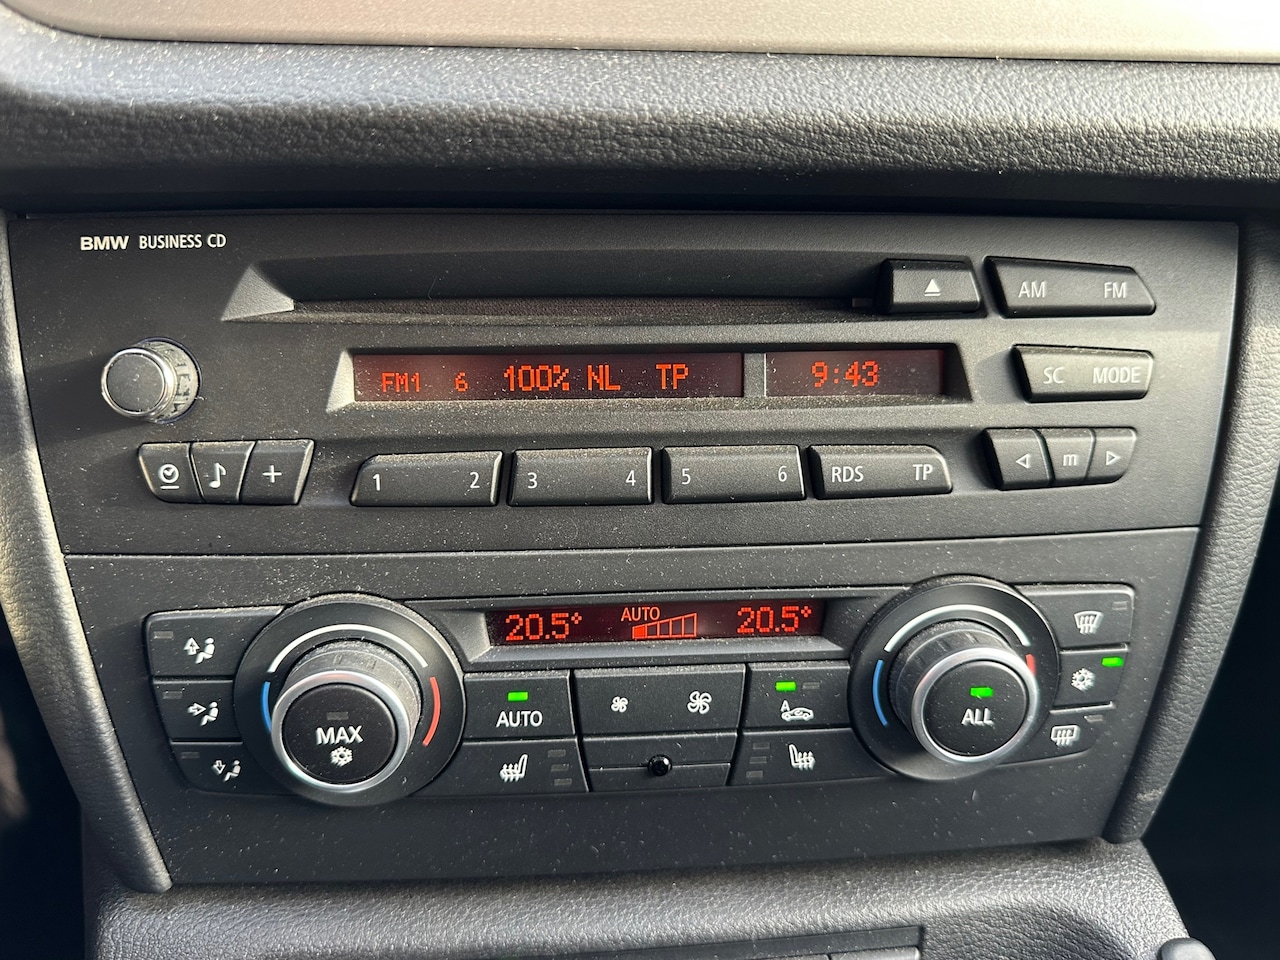 BMW BUSINESS CD
AM FM
FM1 6 100% NL TP 9:43
SC MODE
1 2 3 4 5 6 RDS TP m
20.5° AUTO 20.5°
AUTO
A
MAX
ALL